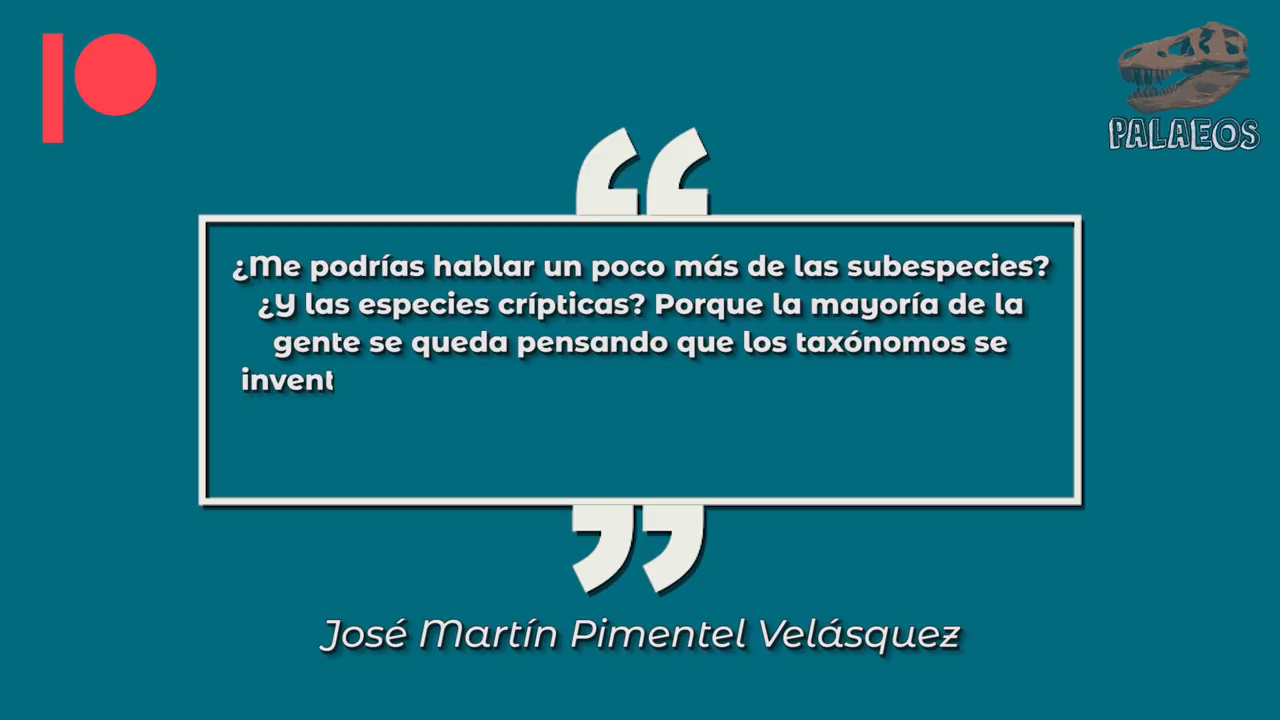 PALAEOS
¿Me podrías hablar un poco más de las subespecies?
¿Y las especies crípticas? Porque la mayoría de la
gente se queda pensando que los taxónomos se
invent
José Martín Pimentel Velásquez